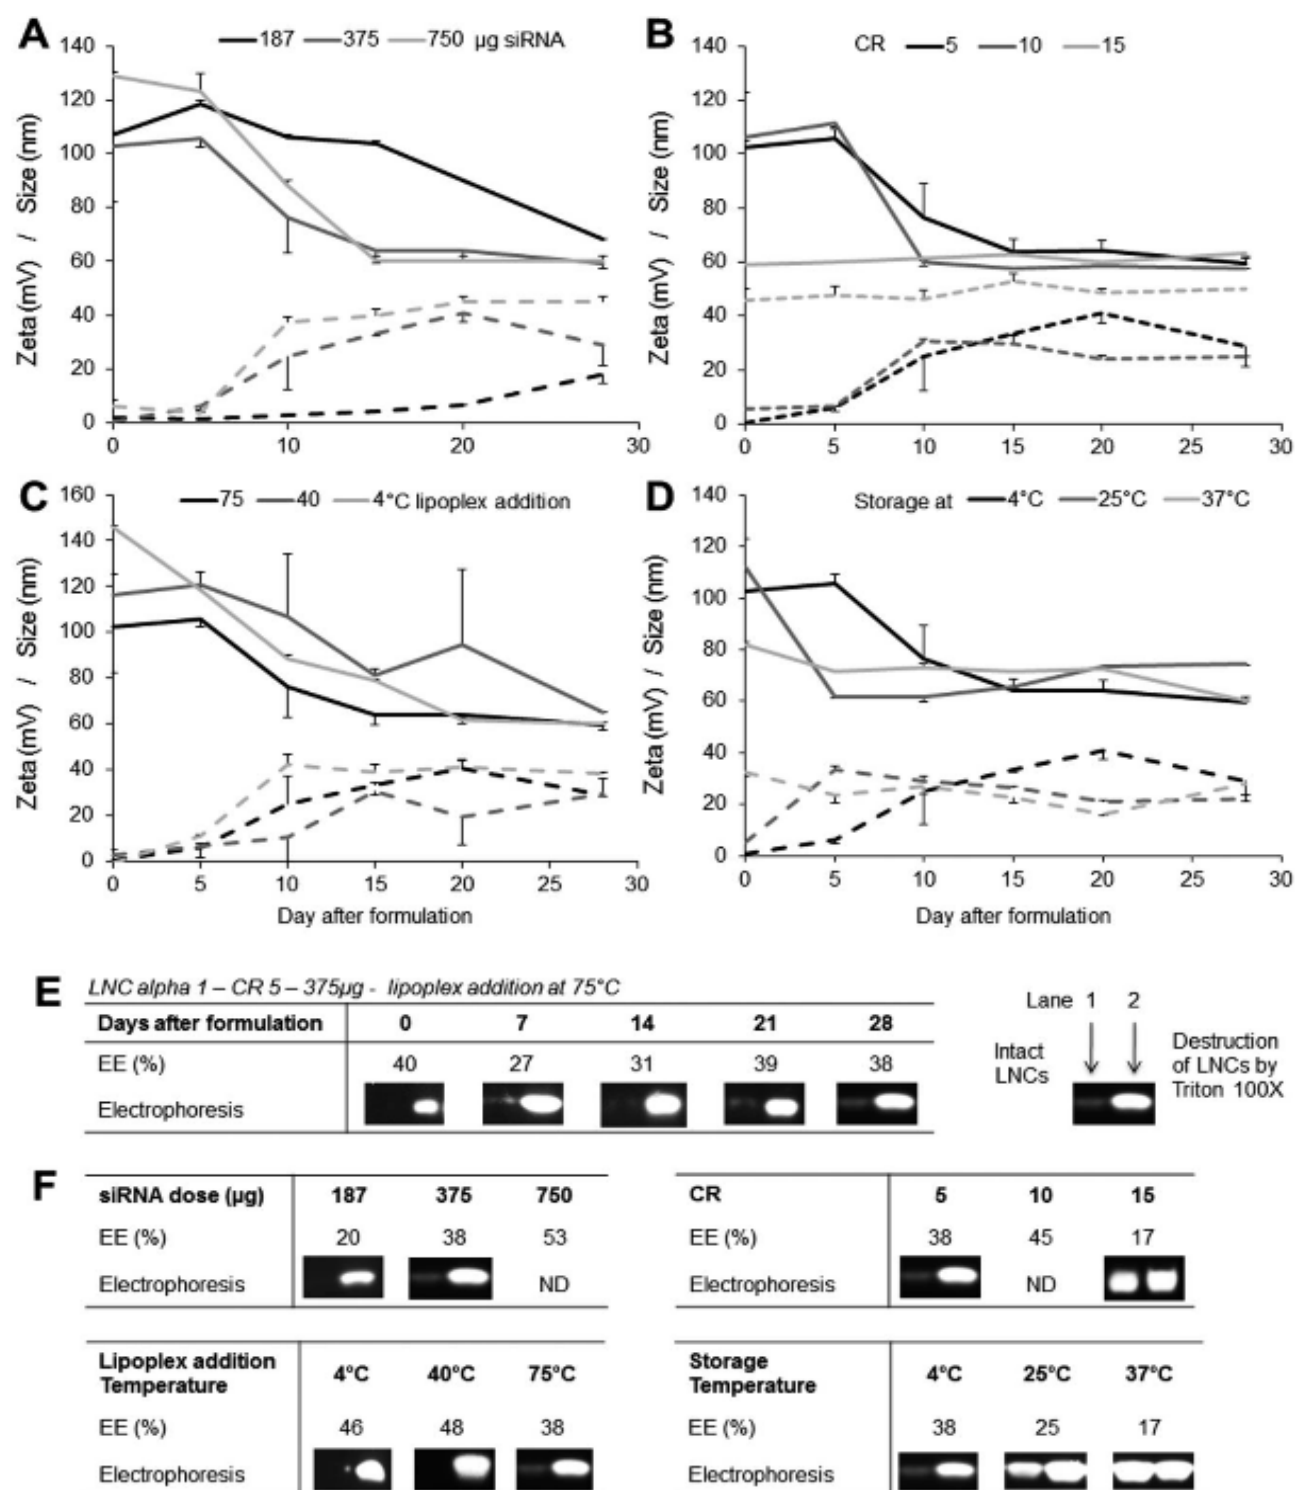 A 187 375 750 µg siRNA
140
120
100
80
60
40
20
0
0 10 20 30
Zeta (mV) / Size (nm)
B CR 5 10 15
140
120
100
80
60
40
20
0
0 5 10 15 20 25 30
Zeta (mV) / Size (nm)
C 75 40 4°C lipoplex addition
160
140
120
100
80
60
40
20
0
0 5 10 15 20 25 30
Zeta (mV) / Size (nm)
Day after formulation
D Storage at 4°C 25°C 37°C
140
120
100
80
60
40
20
0
0 5 10 15 20 25 30
Zeta (mV) / Size (nm)
Day after formulation
E LNC alpha 1 – CR 5 – 375µg - lipoplex addition at 75°C
Days after formulation 0 7 14 21 28
EE (%) 40 27 31 39 38
Electrophoresis
Lane 1 2
Intact
LNCs
Destruction
of LNCs by
Triton 100X
F
siRNA dose (µg) 187 375 750
EE (%) 20 38 53
Electrophoresis ND
CR 5 10 15
EE (%) 38 45 17
Electrophoresis ND
Lipoplex addition
Temperature 4°C 40°C 75°C
EE (%) 46 48 38
Electrophoresis
Storage
Temperature 4°C 25°C 37°C
EE (%) 38 25 17
Electrophoresis